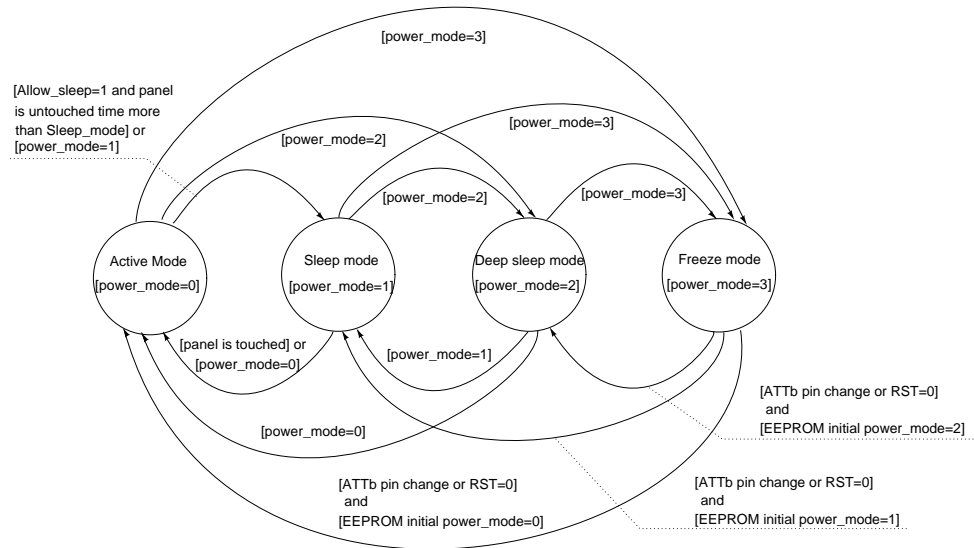 [power_mode=3]
[Allow_sleep=1 and panel
is untouched time more
than Sleep_mode] or
[power_mode=1]
[power_mode=2]
[power_mode=3]
[power_mode=2]
[power_mode=3]
Active Mode
[power_mode=0]
Sleep mode
[power_mode=1]
Deep sleep mode
[power_mode=2]
Freeze mode
[power_mode=3]
[panel is touched] or
[power_mode=0]
[power_mode=1]
[power_mode=0]
[ATTb pin change or RST=0]
and
[EEPROM initial power_mode=2]
[ATTb pin change or RST=0]
and
[EEPROM initial power_mode=0]
[ATTb pin change or RST=0]
and
[EEPROM initial power_mode=1]